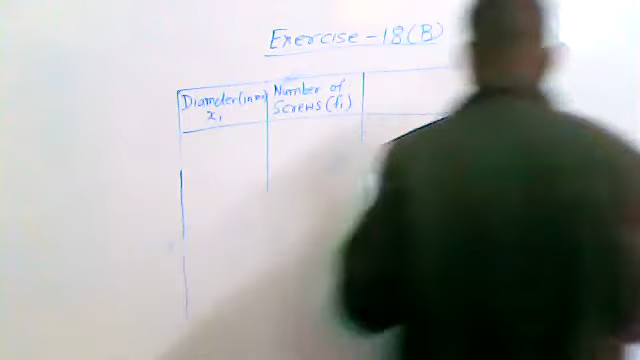 Exercise - 18(B)
Diameter(in mm)
xᵢ
Number of
Screws (fᵢ)